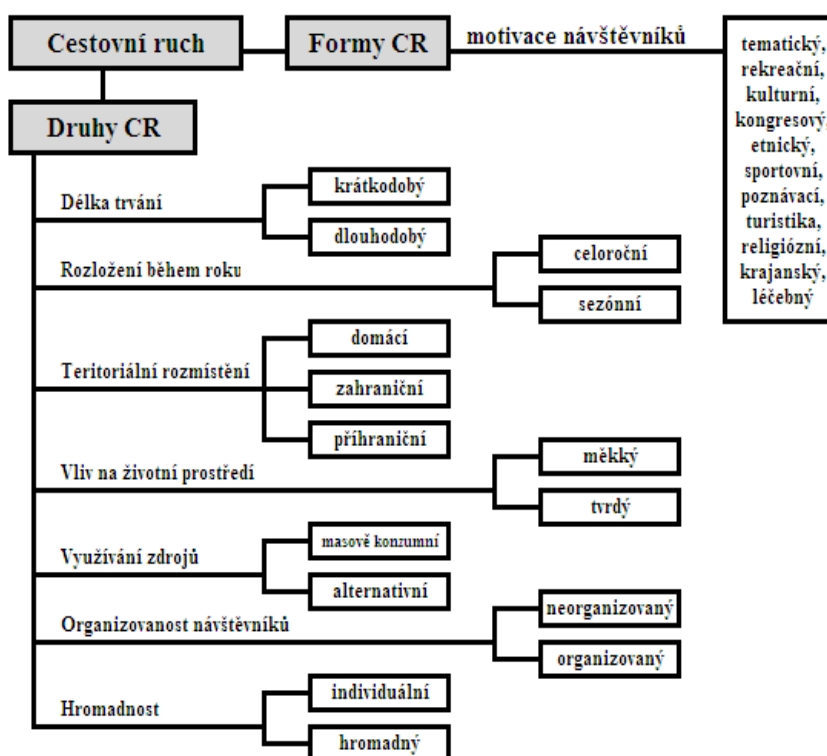 Cestovní ruch
Formy CR
motivace návštěvníků
tematický,
rekreační,
kulturní,
kongresový,
etnický,
sportovní,
poznávací,
turistika,
religiózní,
krajanský,
léčebný
Druhy CR
Délka trvání
krátkodobý
dlouhodobý
Rozložení během roku
celoroční
sezónní
Teritoriální rozmístění
domácí
zahraniční
příhraniční
Vliv na životní prostředí
měkký
tvrdý
Využívání zdrojů
masově konzumní
alternativní
Organizovanost návštěvníků
neorganizovaný
organizovaný
Hromadnost
individuální
hromadný